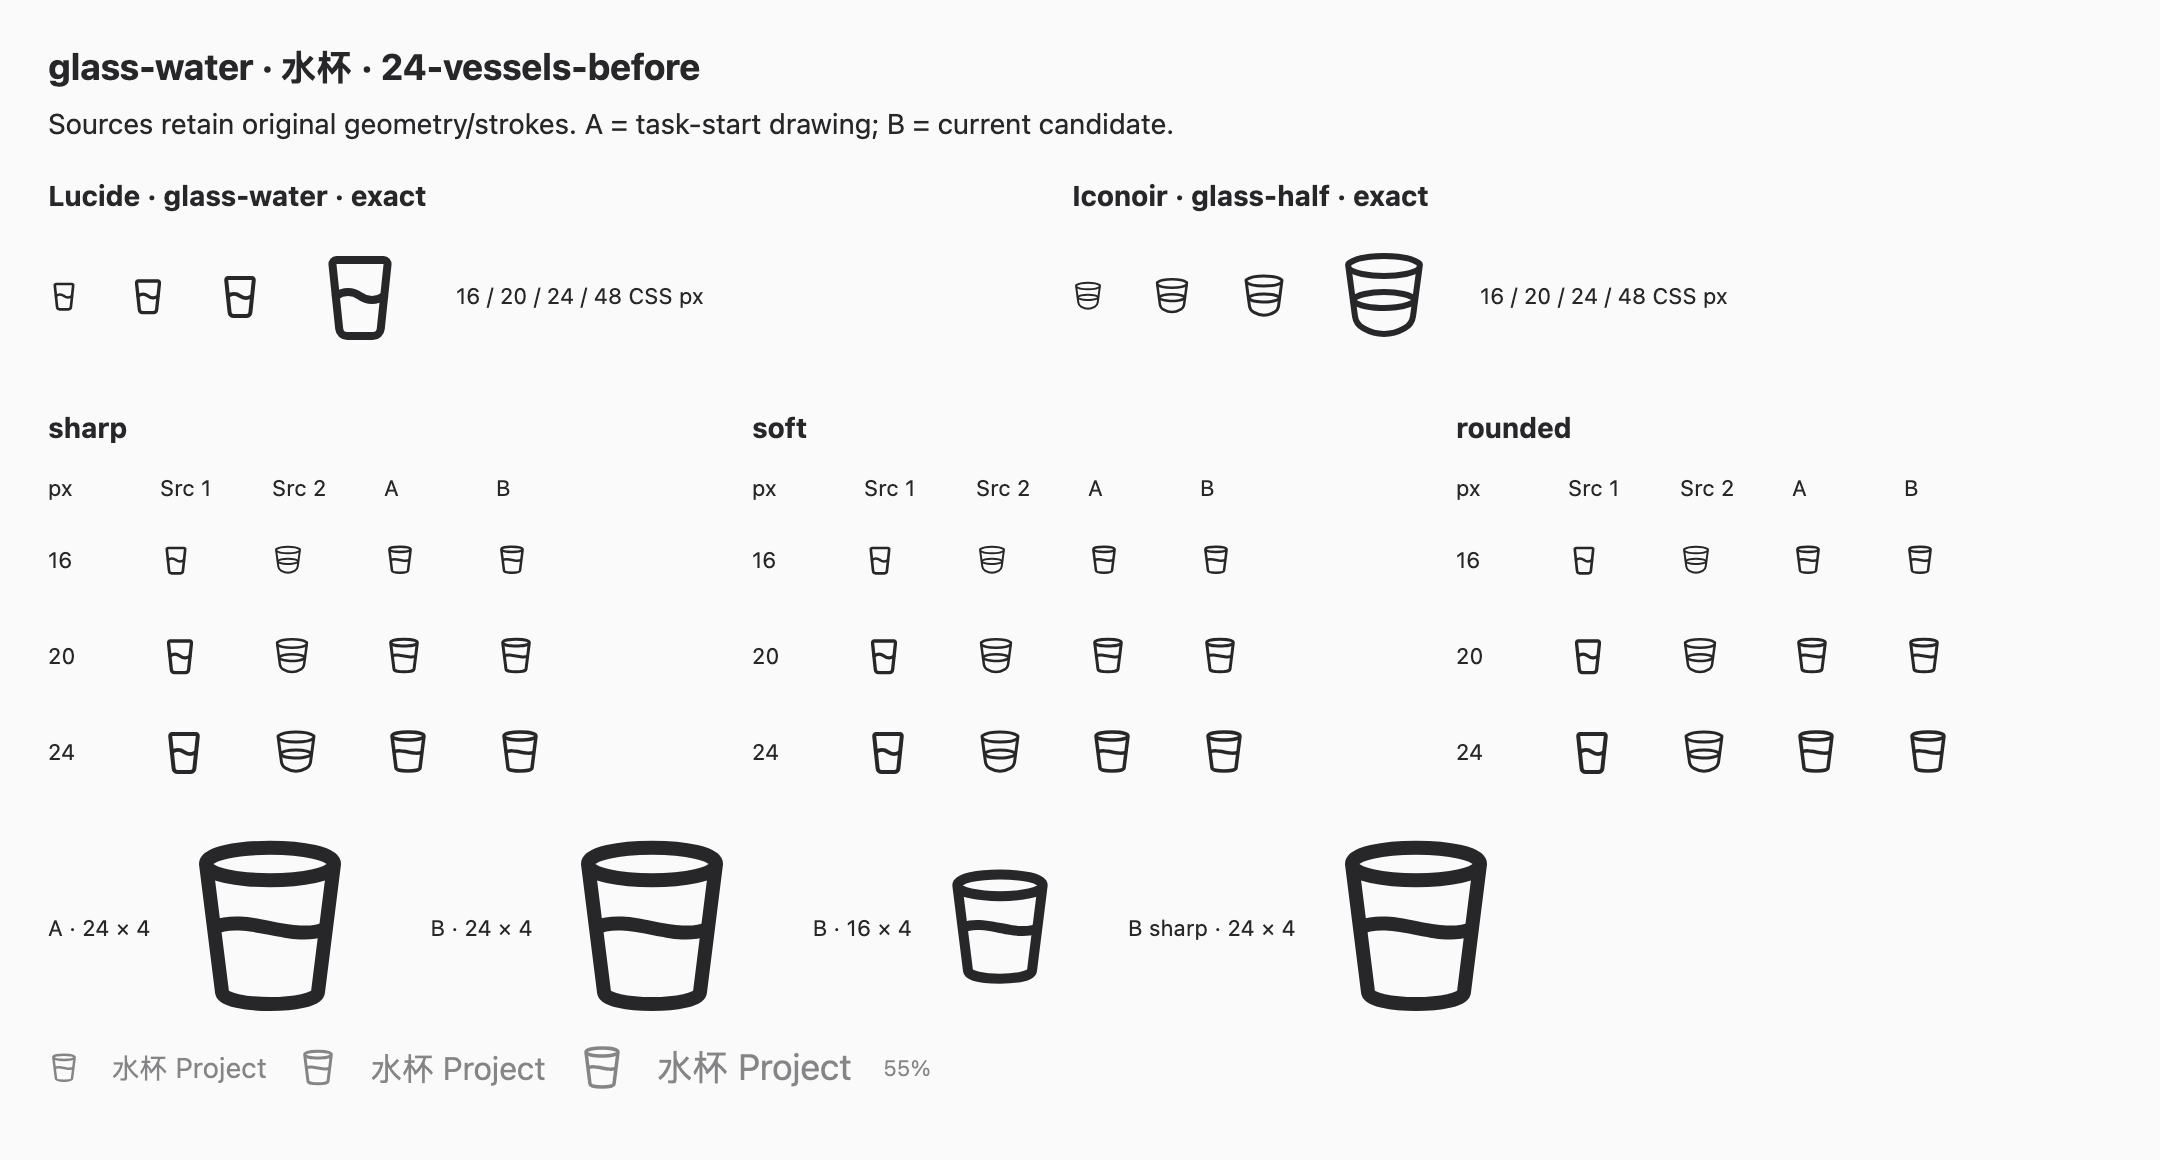 glass-water · 水杯 · 24-vessels-before
Sources retain original geometry/strokes. A = task-start drawing; B = current candidate.
Lucide · glass-water · exact
16 / 20 / 24 / 48 CSS px
Iconoir · glass-half · exact
16 / 20 / 24 / 48 CSS px
sharp
px Src 1 Src 2 A B
16
20
24
soft
px Src 1 Src 2 A B
16
20
24
rounded
px Src 1 Src 2 A B
16
20
24
A · 24 × 4
B · 24 × 4
B · 16 × 4
B sharp · 24 × 4
水杯 Project 水杯 Project 水杯 Project 55%